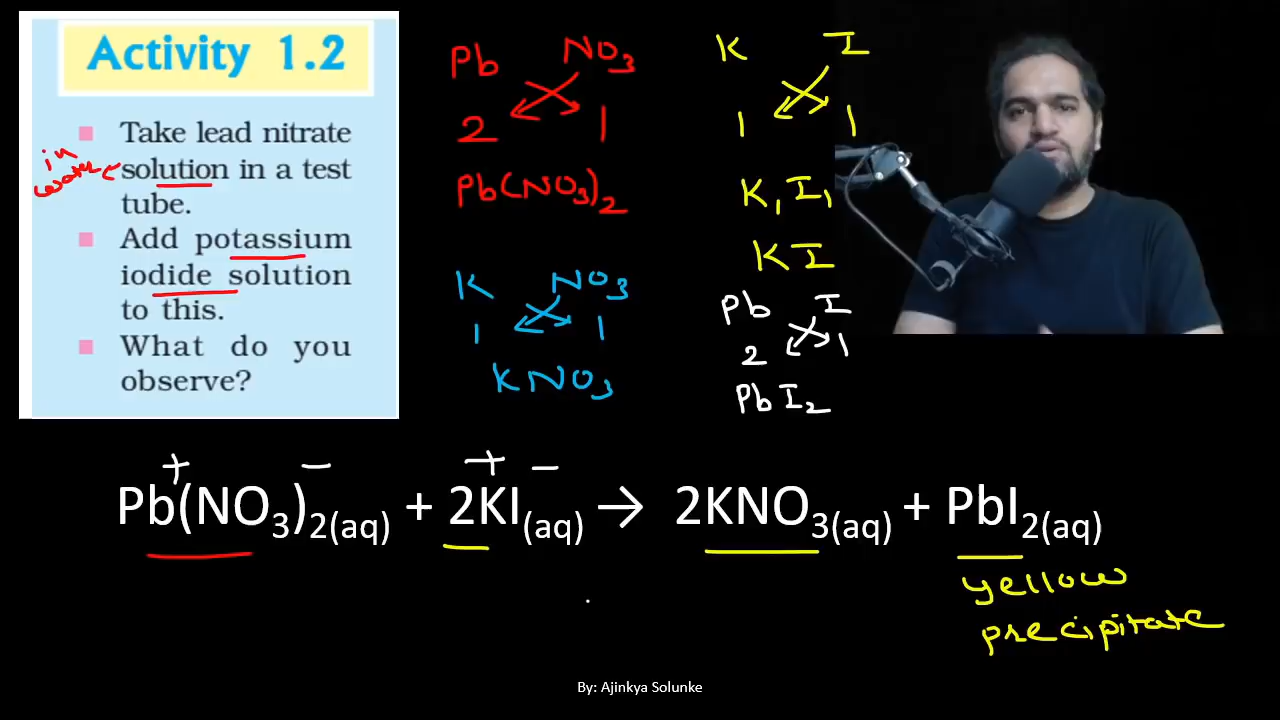 Activity 1.2
Take lead nitrate
solution in a test
tube.
Add potassium
iodide solution
to this.
What do you
observe?
in
water
Pb NO3
2 1
Pb(NO3)2
K I
1 1
K1I1
KI
K NO3
1 1
KNO3
Pb I
2 1
PbI2
+ − + −
Pb(NO3)2(aq) + 2KI(aq) → 2KNO3(aq) + PbI2(aq)
yellow
precipitate
By: Ajinkya Solunke